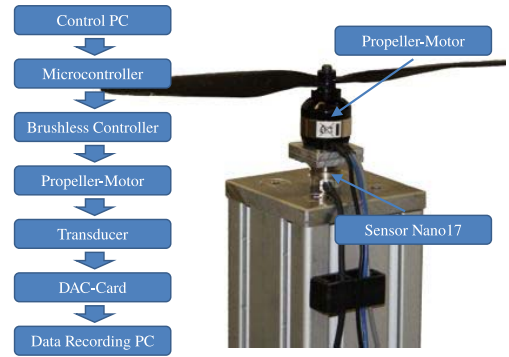 Control PC
Microcontroller
Brushless Controller
Propeller-Motor
Transducer
DAC-Card
Data Recording PC
Propeller-Motor
Sensor Nano17